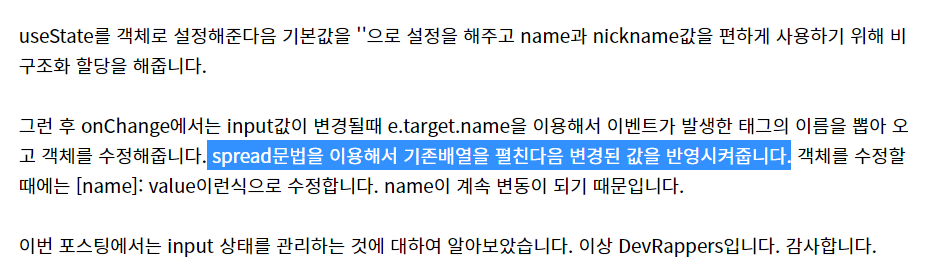 useState를 객체로 설정해준다음 기본값을 ''으로 설정을 해주고 name과 nickname값을 편하게 사용하기 위해 비
구조화 할당을 해줍니다.
그런 후 onChange에서는 input값이 변경될때 e.target.name을 이용해서 이벤트가 발생한 태그의 이름을 뽑아 오
고 객체를 수정해줍니다. spread문법을 이용해서 기존배열을 펼친다음 변경된 값을 반영시켜줍니다. 객체를 수정할
때에는 [name]: value이런식으로 수정합니다. name이 계속 변동이 되기 때문입니다.
이번 포스팅에서는 input 상태를 관리하는 것에 대하여 알아보았습니다. 이상 DevRappers입니다. 감사합니다.